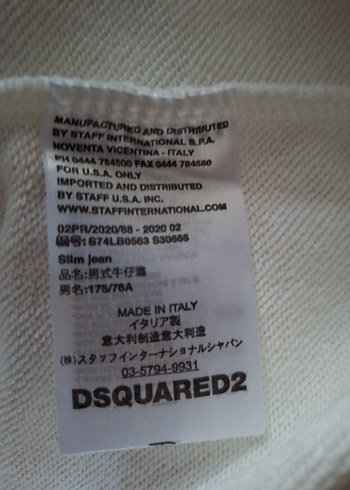 MANUFACTURED AND DISTRIBUTED
BY STAFF INTERNATIONAL S.P.A.
NOVENTA VICENTINA - ITALY
PH 0444 784500 FAX 0444 784580
FOR U.S.A. ONLY
IMPORTED AND DISTRIBUTED
BY STAFF U.S.A. INC.
WWW.STAFFINTERNATIONAL.COM
02PR/2020/88 - 2020 02
编号: S74LB0563 S30665
Slim jean
品名:男式牛仔灘
男名:175/76A
MADE IN ITALY
イタリア製
意大利制造意大利造
(株)スタッフインターナショナルシャパン
03-5794-9931
DSQUARED2